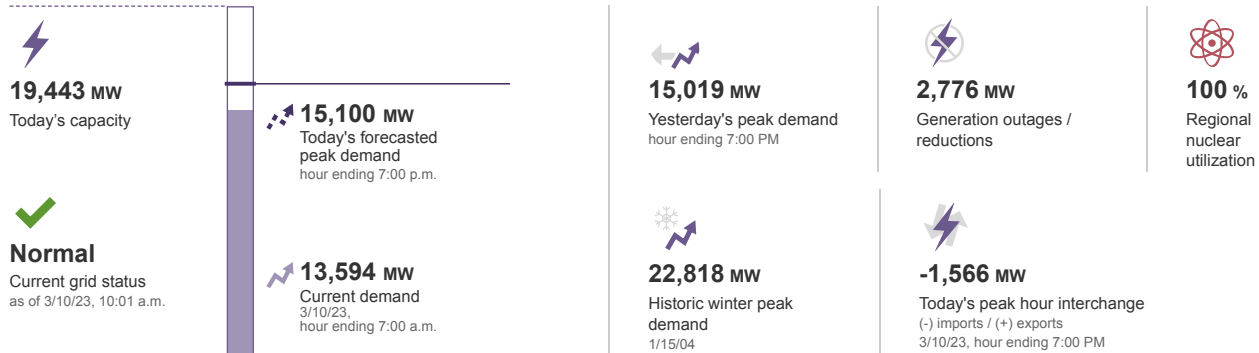 19,443 MW
Today's capacity
Normal
Current grid status
as of 3/10/23, 10:01 a.m.
15,100 MW
Today's forecasted
peak demand
hour ending 7:00 p.m.
13,594 MW
Current demand
3/10/23,
hour ending 7:00 a.m.
15,019 MW
Yesterday's peak demand
hour ending 7:00 PM
2,776 MW
Generation outages /
reductions
100 %
Regional
nuclear
utilization
22,818 MW
Historic winter peak
demand
1/15/04
-1,566 MW
Today's peak hour interchange
(-) imports / (+) exports
3/10/23, hour ending 7:00 PM